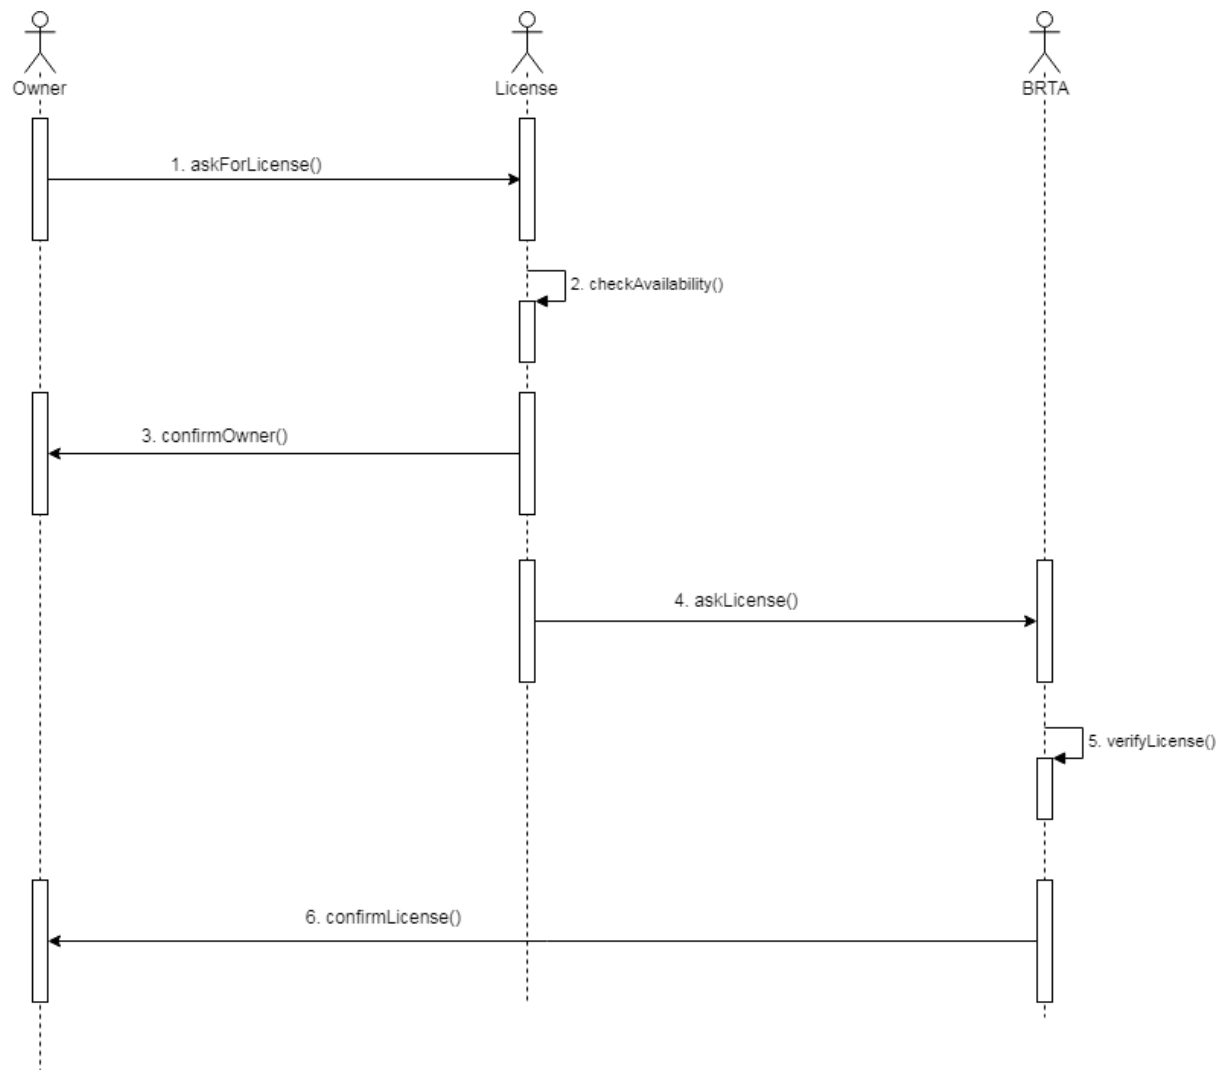 Owner
License
BRTA
1. askForLicense()
2. checkAvailability()
3. confirmOwner()
4. askLicense()
5. verifyLicense()
6. confirmLicense()